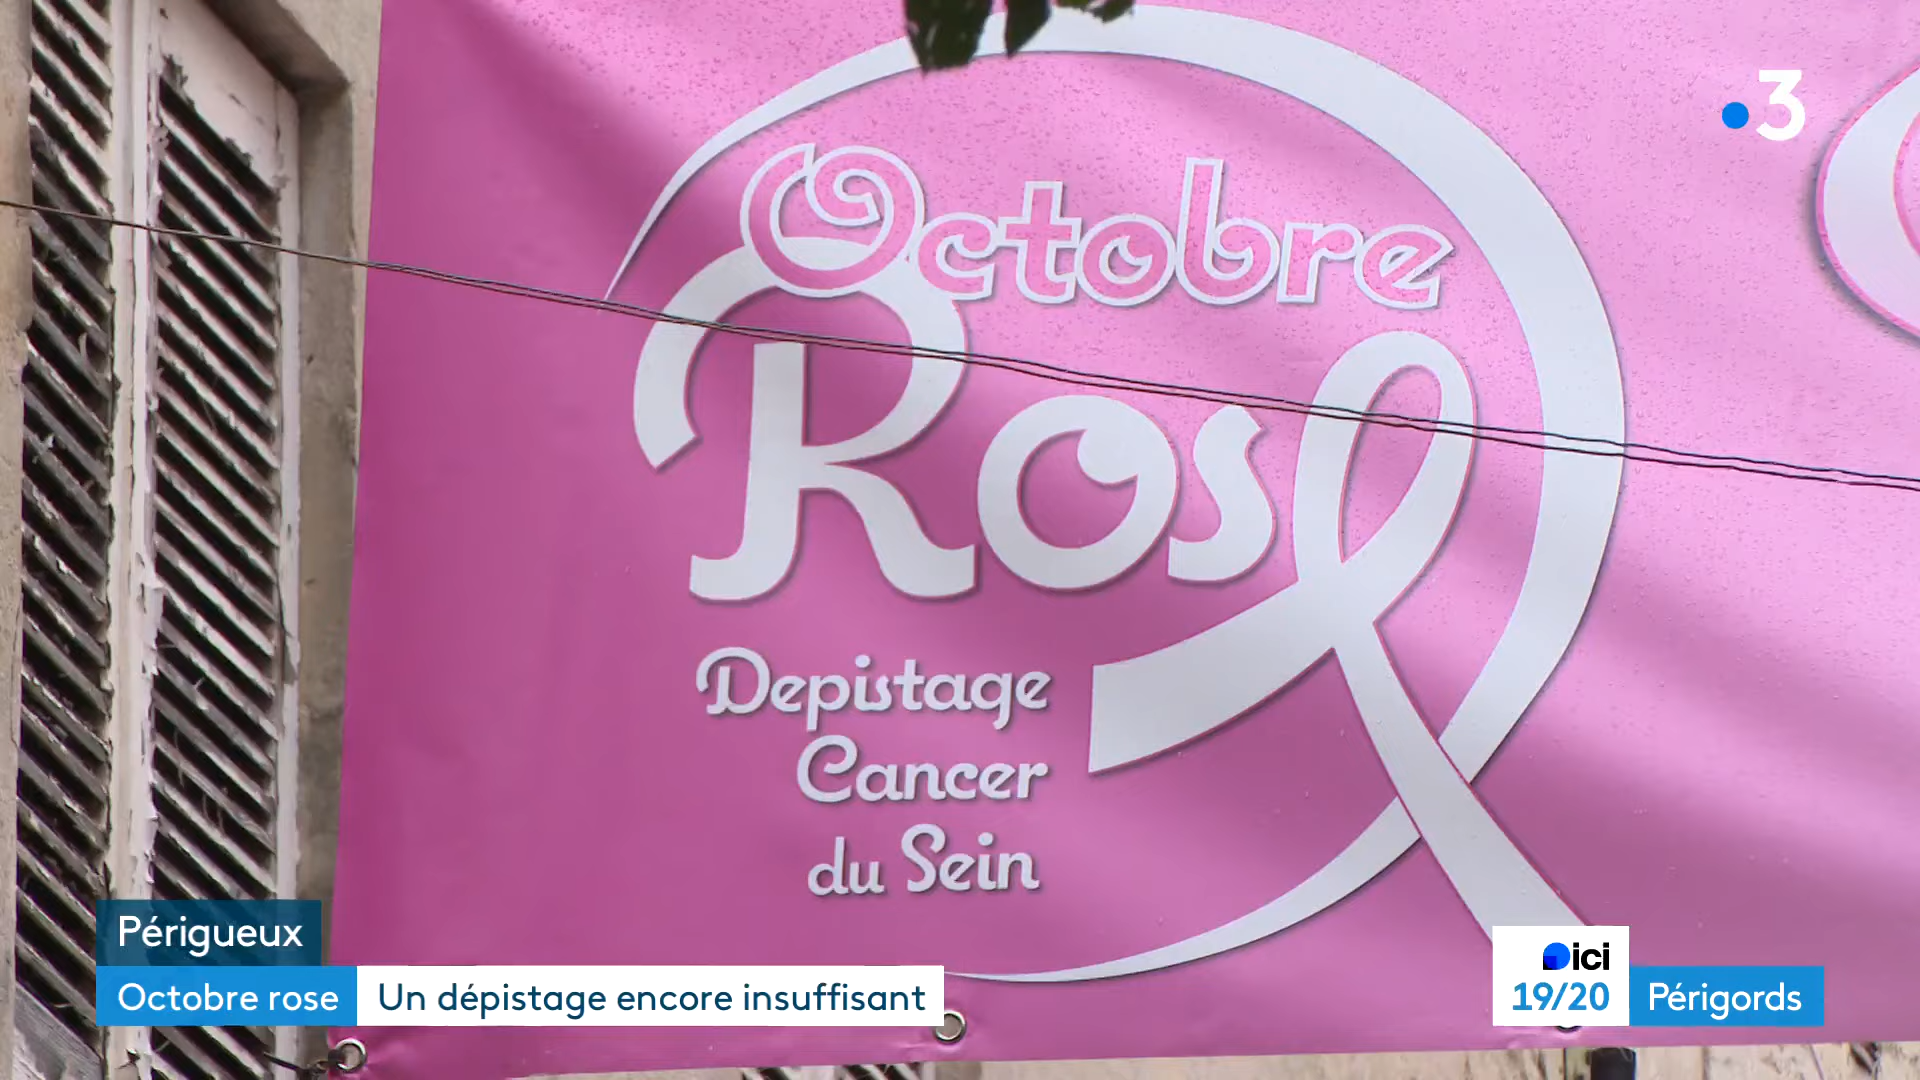 3
Octobre
Rose
Depistage
Cancer
du Sein
Périgueux
Octobre rose Un dépistage encore insuffisant
ici
19/20 Périgords